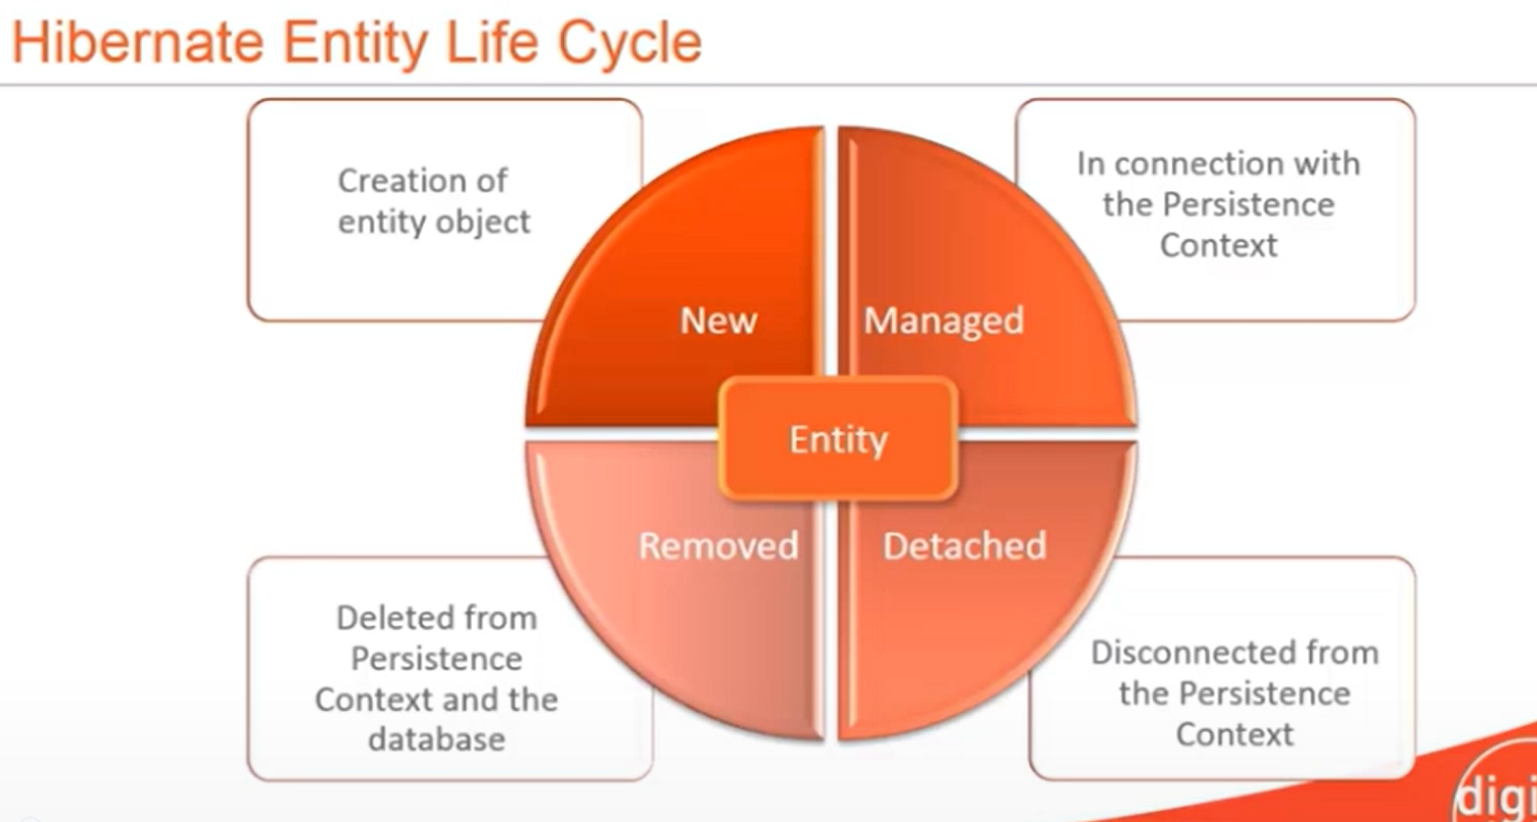 Hibernate Entity Life Cycle
Creation of
entity object
In connection with
the Persistence
Context
New
Managed
Entity
Removed
Detached
Deleted from
Persistence
Context and the
database
Disconnected from
the Persistence
Context
digi